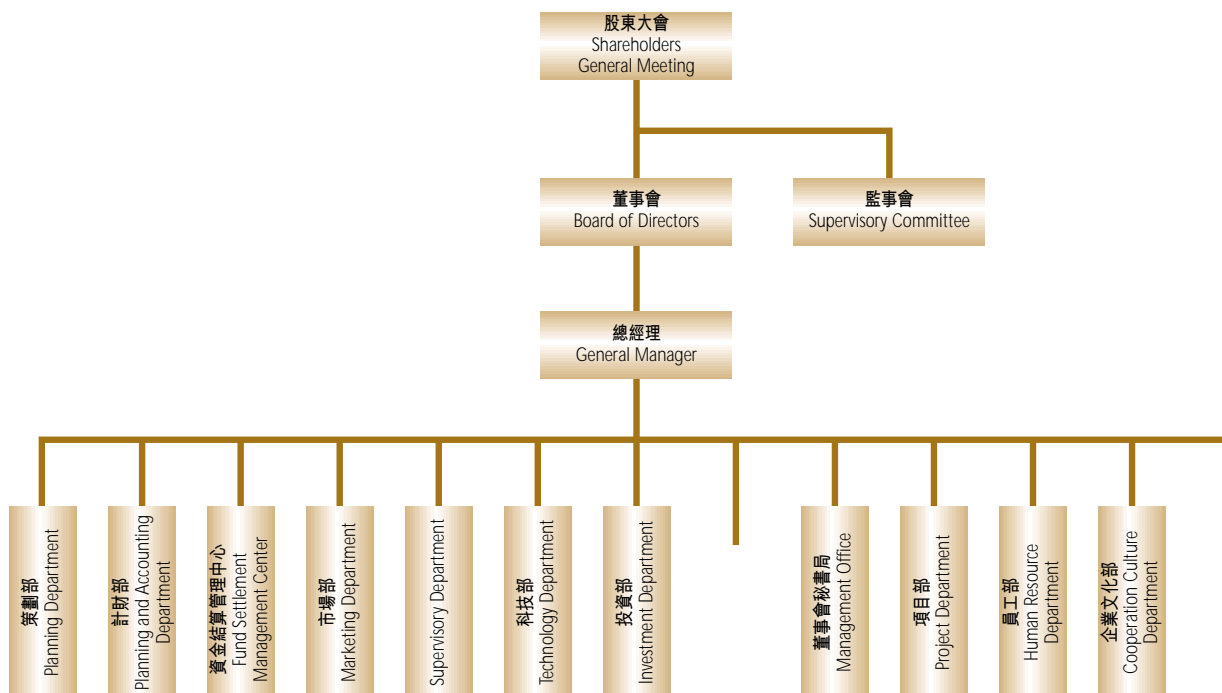 股東大會
Shareholders
General Meeting
董事會
Board of Directors
監事會
Supervisory Committee
總經理
General Manager
策劃部
Planning Department
計財部
Planning and Accounting
Department
資金結算管理中心
Fund Settlement
Management Center
市場部
Marketing Department
Supervisory Department
科技部
Technology Department
投資部
Investment Department
董事會秘書局
Management Office
項目部
Project Department
員工部
Human Resource
Department
企業文化部
Cooperation Culture
Department